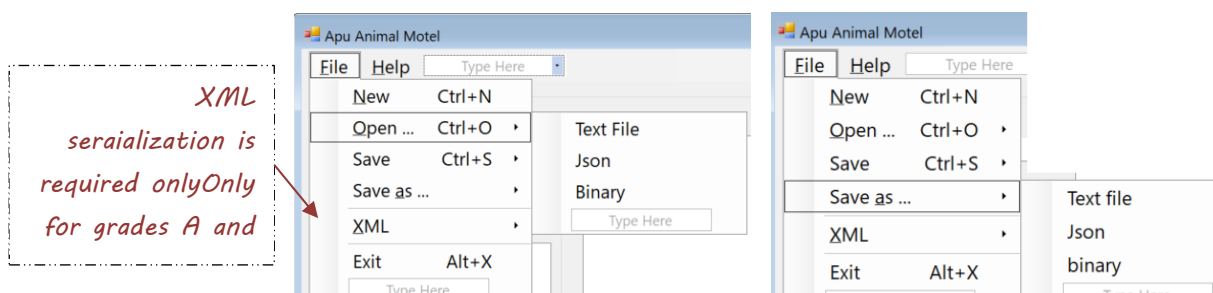 XML
seraialization is
required onlyOnly
for grades A and
Apu Animal Motel
File Help Type Here
New Ctrl+N
Open ... Ctrl+O
Save Ctrl+S
Save as ...
XML
Exit Alt+X
Type Here
Text File
Json
Binary
Type Here
Apu Animal Motel
File Help Type Here
New Ctrl+N
Open ... Ctrl+O
Save Ctrl+S
Save as ...
XML
Exit Alt+X
Text file
Json
binary
Type Here